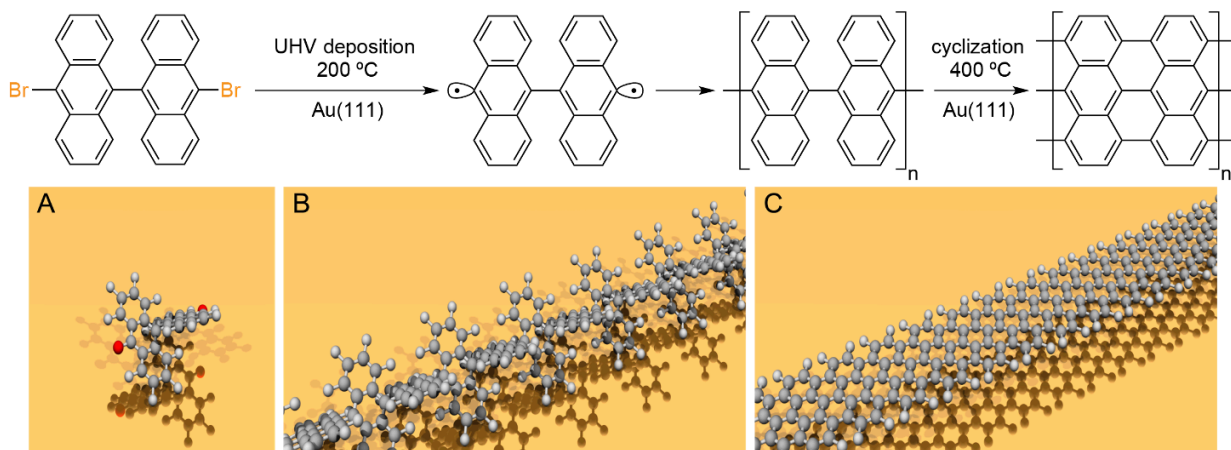 Br
Br
UHV deposition
200 ºC
Au(111)
n
cyclization
400 ºC
Au(111)
n
A
B
C